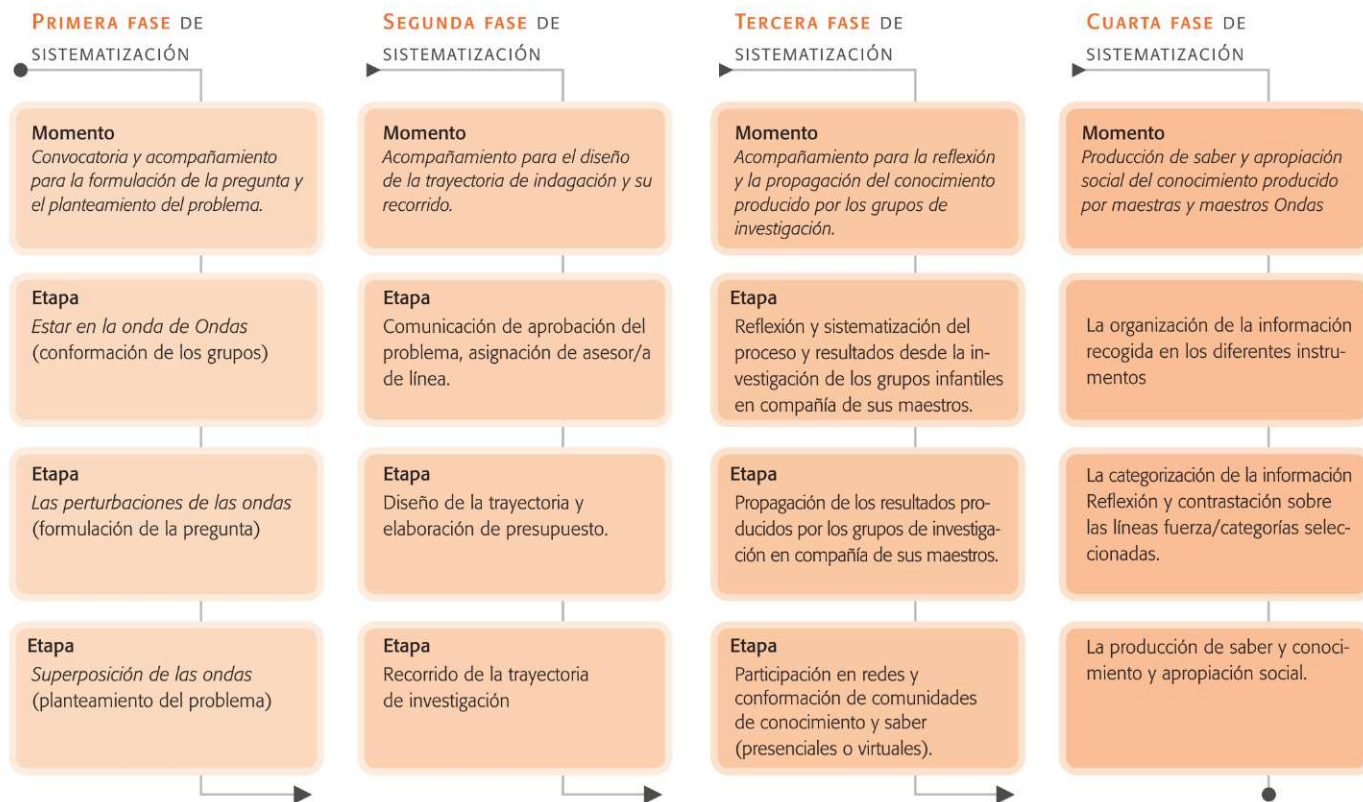 PRIMERA FASE DE
SISTEMATIZACIÓN
Momento
Convocatoria y acompañamiento
para la formulación de la pregunta y
el planteamiento del problema.
Etapa
Estar en la onda de Ondas
(conformación de los grupos)
Etapa
Las perturbaciones de las ondas
(formulación de la pregunta)
Etapa
Superposición de las ondas
(planteamiento del problema)
SEGUNDA FASE DE
SISTEMATIZACIÓN
Momento
Acompañamiento para el diseño
de la trayectoria de indagación y su
recorrido.
Etapa
Comunicación de aprobación del
problema, asignación de asesor/a
de línea.
Etapa
Diseño de la trayectoria y
elaboración de presupuesto.
Etapa
Recorrido de la trayectoria
de investigación
TERCERA FASE DE
SISTEMATIZACIÓN
Momento
Acompañamiento para la reflexión
y la propagación del conocimiento
producido por los grupos de
investigación.
Etapa
Reflexión y sistematización del
proceso y resultados desde la in-
vestigación de los grupos infantiles
en compañía de sus maestros.
Etapa
Propagación de los resultados pro-
ducidos por los grupos de investiga-
ción en compañía de sus maestros.
Etapa
Participación en redes y
conformación de comunidades
de conocimiento y saber
(presenciales o virtuales).
CUARTA FASE DE
SISTEMATIZACIÓN
Momento
Producción de saber y apropiación
social del conocimiento producido
por maestras y maestros Ondas
La organización de la información
recogida en los diferentes instru-
mentos
La categorización de la información
Reflexión y contrastación sobre
las líneas fuerza/categorías selec-
cionadas.
La producción de saber y conoci-
miento y apropiación social.